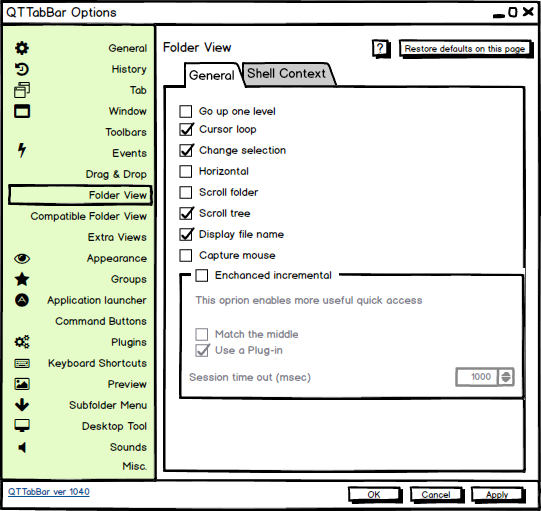 QTTabBar Options
General
History
Tab
Window
Toolbars
Events
Drag & Drop
Folder View
Compatible Folder View
Extra Views
Appearance
Groups
A
Application launcher
Command Buttons
Plugins
Keyboard Shortcuts
Preview
Subfolder Menu
Desktop Tool
Sounds
Misc.
Folder View
?
Restore defaults on this page
General
Shell Context
Go up one level
Cursor loop
Change selection
Horizontal
Scroll folder
Scroll tree
Display file name
Capture mouse
Enchanced incremental
This oprion enables more useful quick access
Match the middle
Use a Plug-in
Session time out (msec)
1000
QTTabBar ver 1040
OK
Cancel
Apply